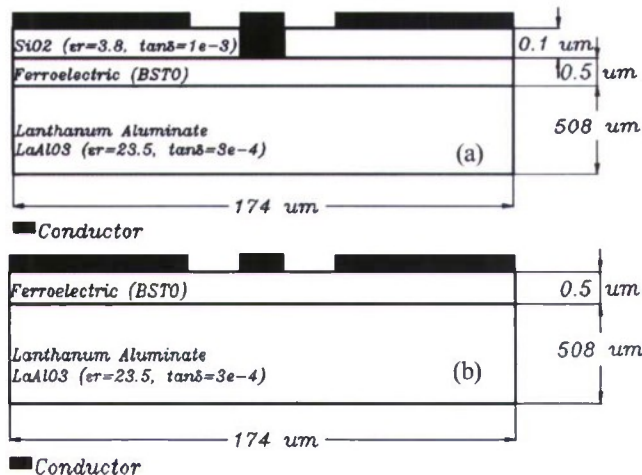 SiO2 (εr=3.8, tanδ=1e-3)
0.1 um
Ferroelectric (BSTO)
0.5 um
Lanthanum Aluminate
LaAlO3 (εr=23.5, tanδ=3e-4)
(a)
508 um
174 um
Conductor
Ferroelectric (BSTO)
0.5 um
Lanthanum Aluminate
LaAlO3 (εr=23.5, tanδ=3e-4)
(b)
508 um
174 um
Conductor